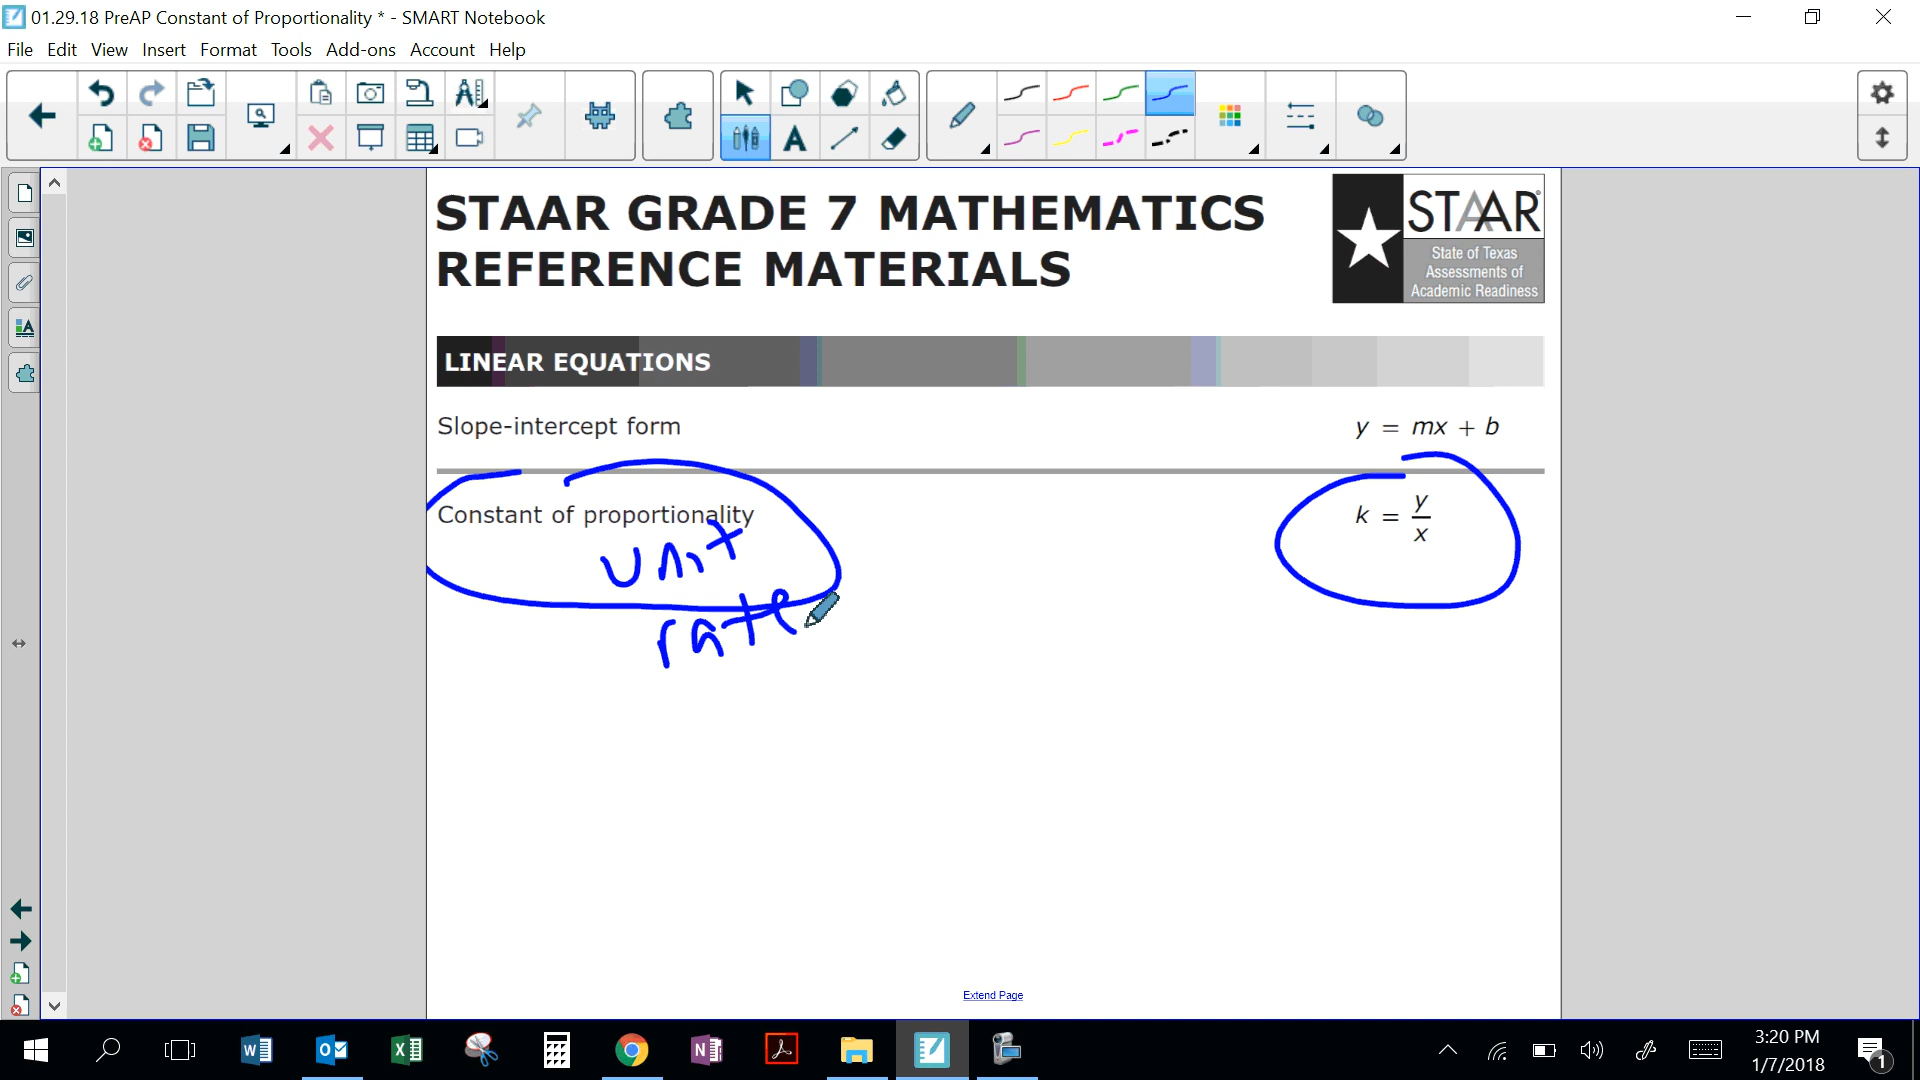 01.29.18 PreAP Constant of Proportionality * - SMART Notebook
File Edit View Insert Format Tools Add-ons Account Help
STAAR GRADE 7 MATHEMATICS
REFERENCE MATERIALS
STAAR
State of Texas
Assessments of
Academic Readiness
LINEAR EQUATIONS
Slope-intercept form y = mx + b
Constant of proportionality k = y/x
unit
rate
Extend Page
3:20 PM
1/7/2018
1